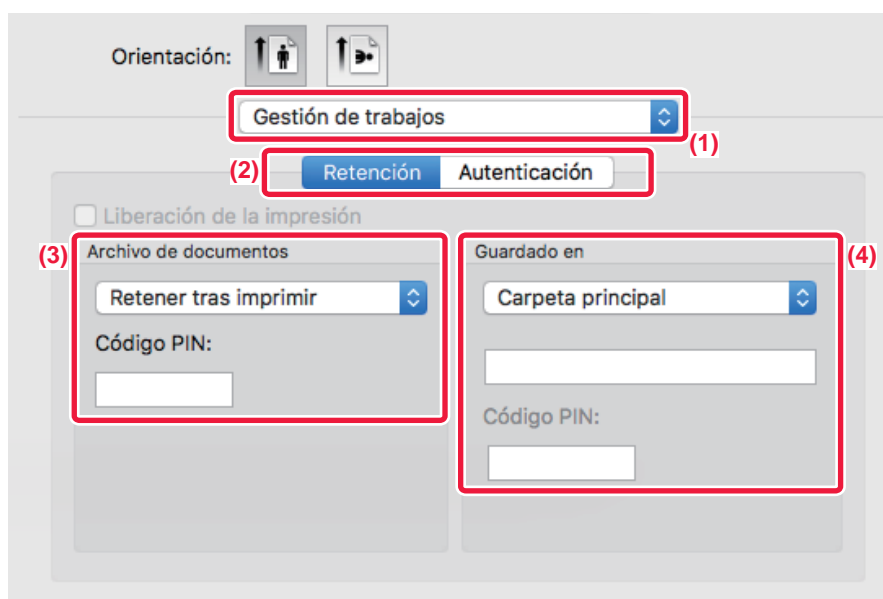 Orientación:
Gestión de trabajos
(1)
(2)
Retención Autenticación
Liberación de la impresión
(3)
Archivo de documentos
Retener tras imprimir
Código PIN:
Guardado en
(4)
Carpeta principal
Código PIN: